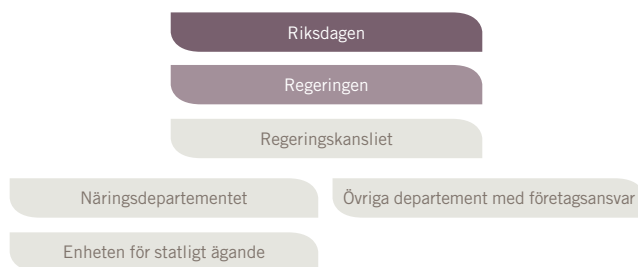 Riksdagen
Regeringen
Regeringskansliet
Näringsdepartementet
Övriga departement med företagsansvar
Enheten för statligt ägande